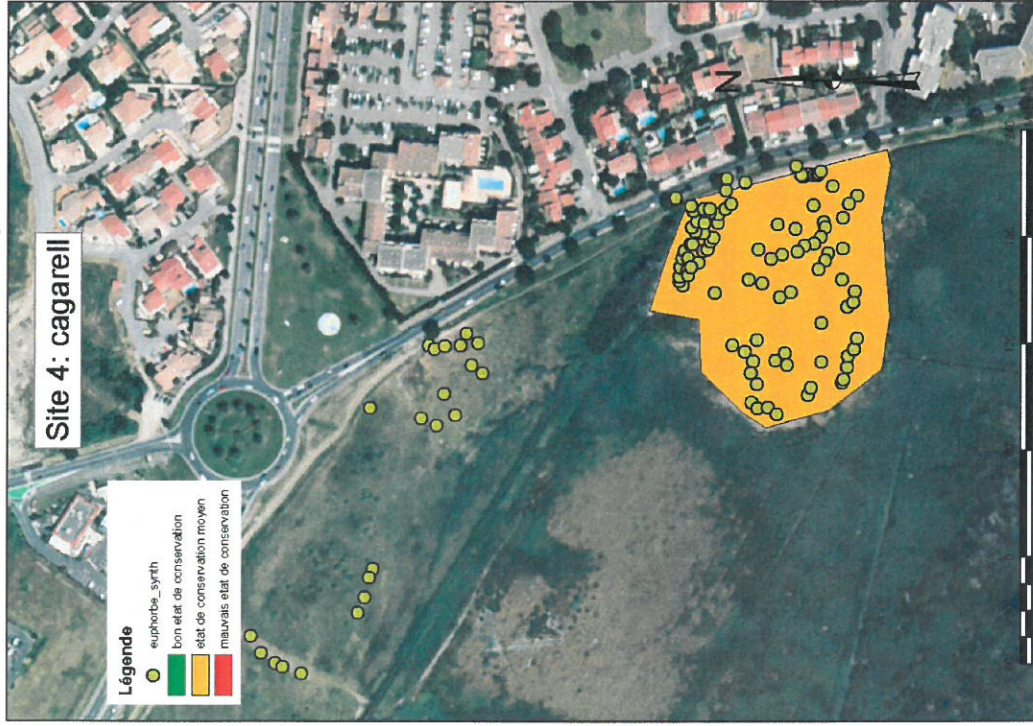 Site 4: cagarell
Légende
euphorbe_synth
bon etat de conservation
etat de conservation moyen
mauvais etat de conservation
N